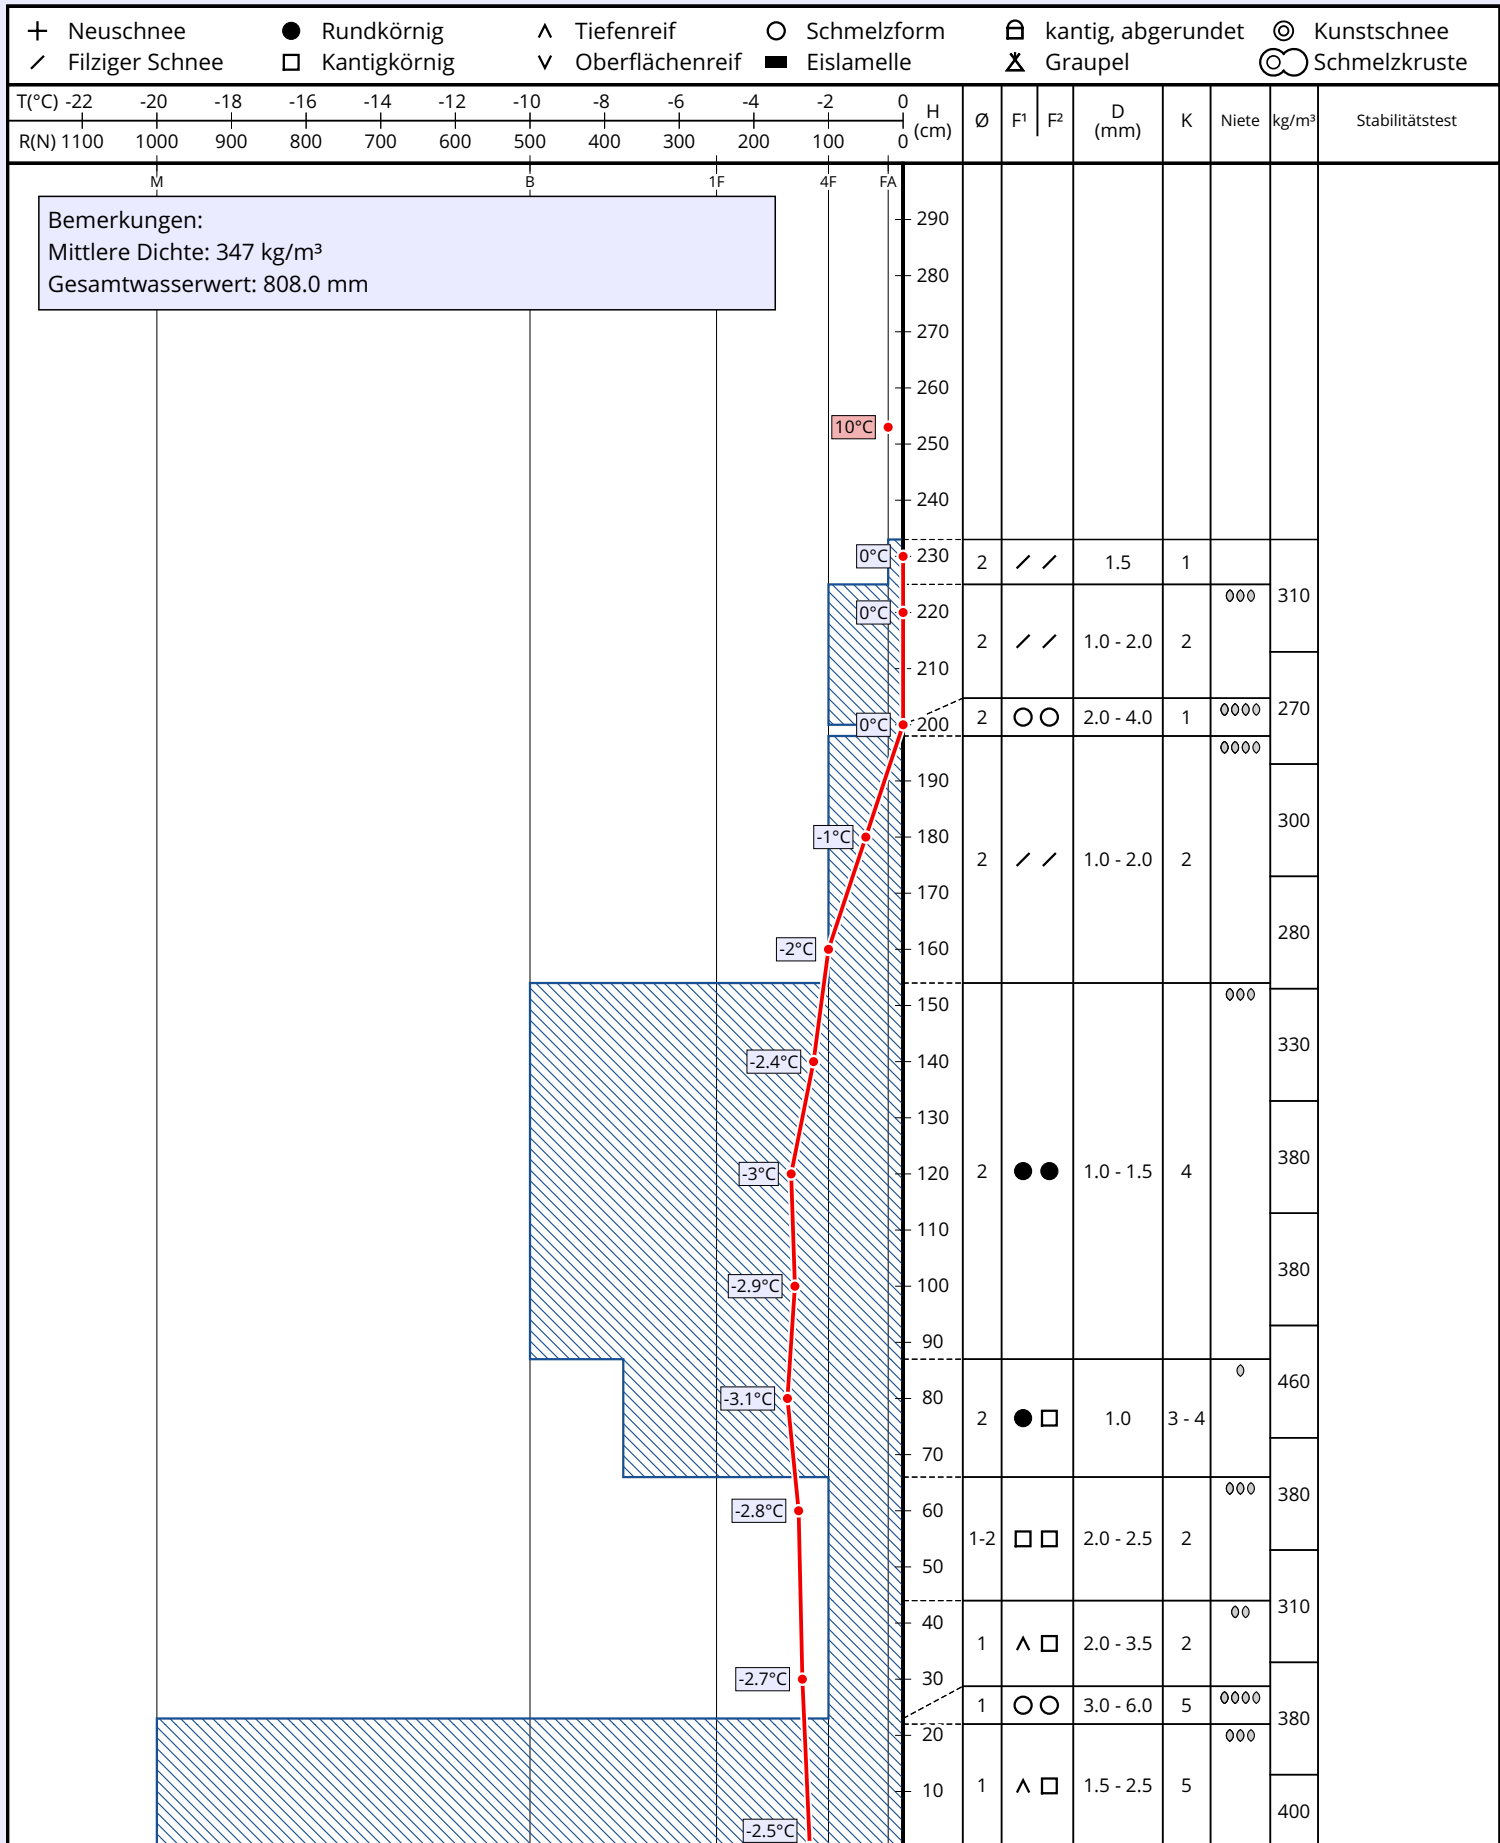 Neuschnee Rundkörnig Tiefenreif Schmelzform kantig, abgerundet Kunstschnee
Filziger Schnee Kantigkörnig Oberflächenreif Eislamelle Graupel Schmelzkruste
T(°C) -22 -20 -18 -16 -14 -12 -10 -8 -6 -4 -2 0
R(N) 1100 1000 900 800 700 600 500 400 300 200 100 0
H (cm) Ø F¹ F² D (mm) K Niete kg/m³ Stabilitätstest
M B 1F 4F FA
Bemerkungen:
Mittlere Dichte: 347 kg/m³
Gesamtwasserwert: 808.0 mm
290
280
270
260
10°C
250
240
0°C 230 2 1.5 1
310
0°C 220
2 1.0 - 2.0 2
210
270
2 2.0 - 4.0 1
0°C 200
190
300
-1°C 180
2 1.0 - 2.0 2
170
280
-2°C 160
150
330
-2.4°C 140
130
380
-3°C 120 2 1.0 - 1.5 4
110
380
-2.9°C 100
90
460
-3.1°C 80
2 1.0 3 - 4
70
380
-2.8°C 60
1-2 2.0 - 2.5 2
50
310
40
1 2.0 - 3.5 2
-2.7°C 30
1 3.0 - 6.0 5
380
20
1 1.5 - 2.5 5
10
400
-2.5°C